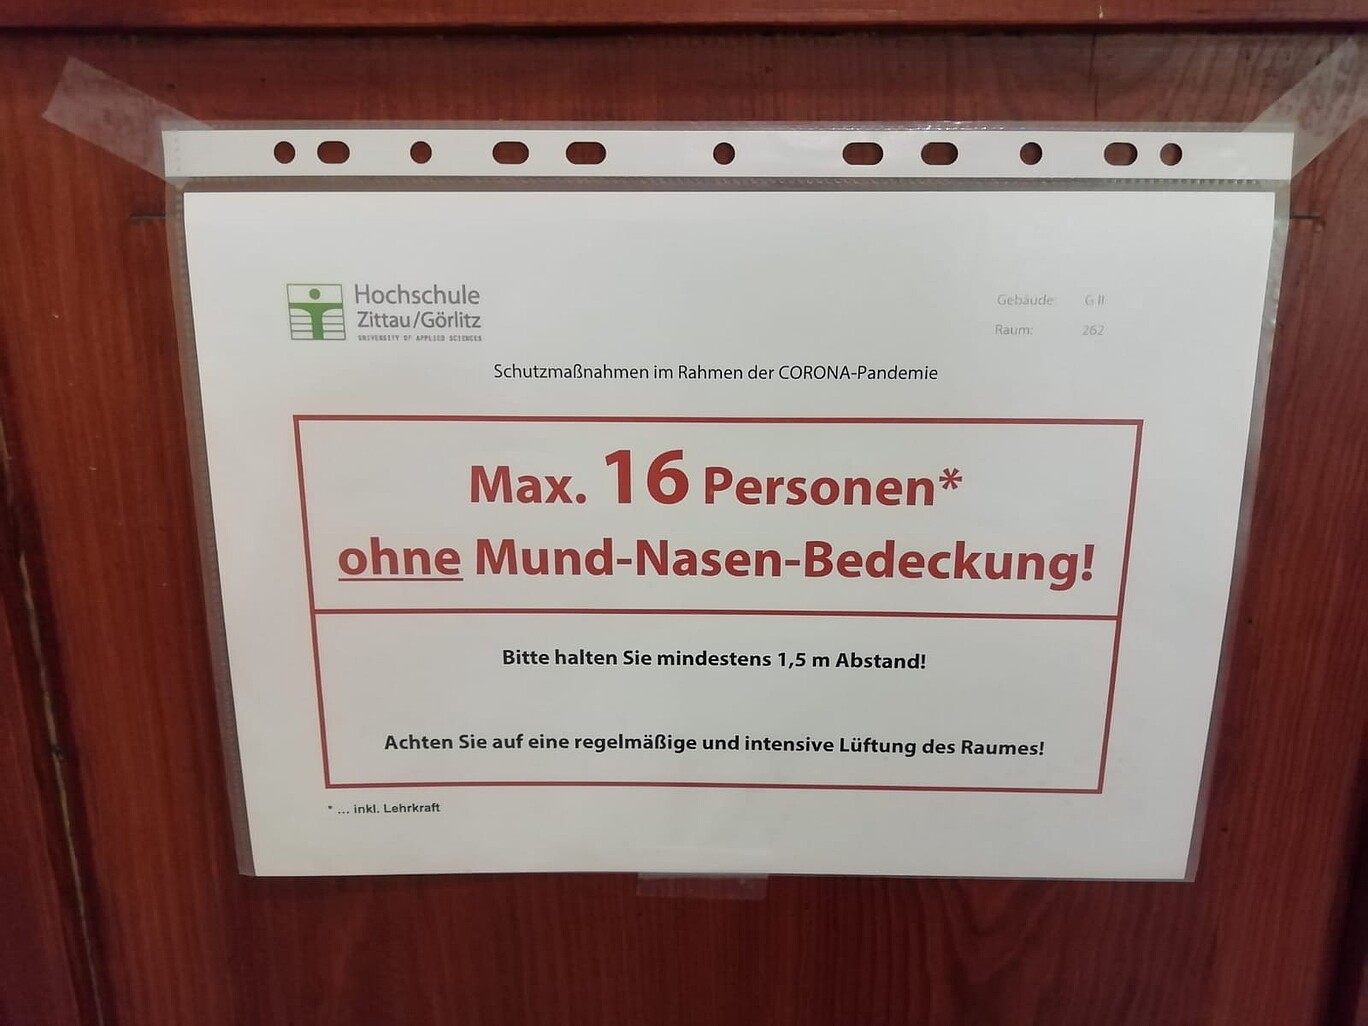 Hochschule
Zittau/Görlitz
UNIVERSITY OF APPLIED SCIENCES
Gebäude: G II
Raum: 262
Schutzmaßnahmen im Rahmen der CORONA-Pandemie
Max. 16 Personen*
ohne Mund-Nasen-Bedeckung!
Bitte halten Sie mindestens 1,5 m Abstand!
Achten Sie auf eine regelmäßige und intensive Lüftung des Raumes!
* ... inkl. Lehrkraft